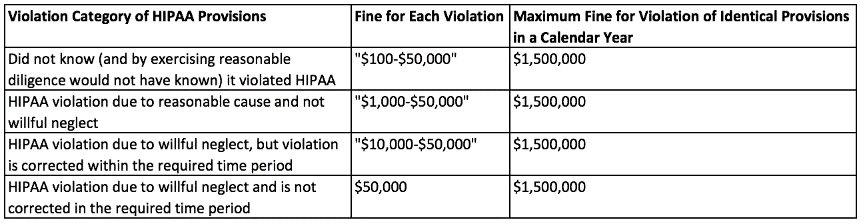 Violation Category of HIPAA Provisions Fine for Each Violation Maximum Fine for Violation of Identical Provisions
in a Calendar Year
Did not know (and by exercising reasonable "$100-$50,000" $1,500,000
diligence would not have known) it violated HIPAA
HIPAA violation due to reasonable cause and not "$1,000-$50,000" $1,500,000
willful neglect
HIPAA violation due to willful neglect, but violation "$10,000-$50,000" $1,500,000
is corrected within the required time period
HIPAA violation due to willful neglect and is not $50,000 $1,500,000
corrected in the required time period